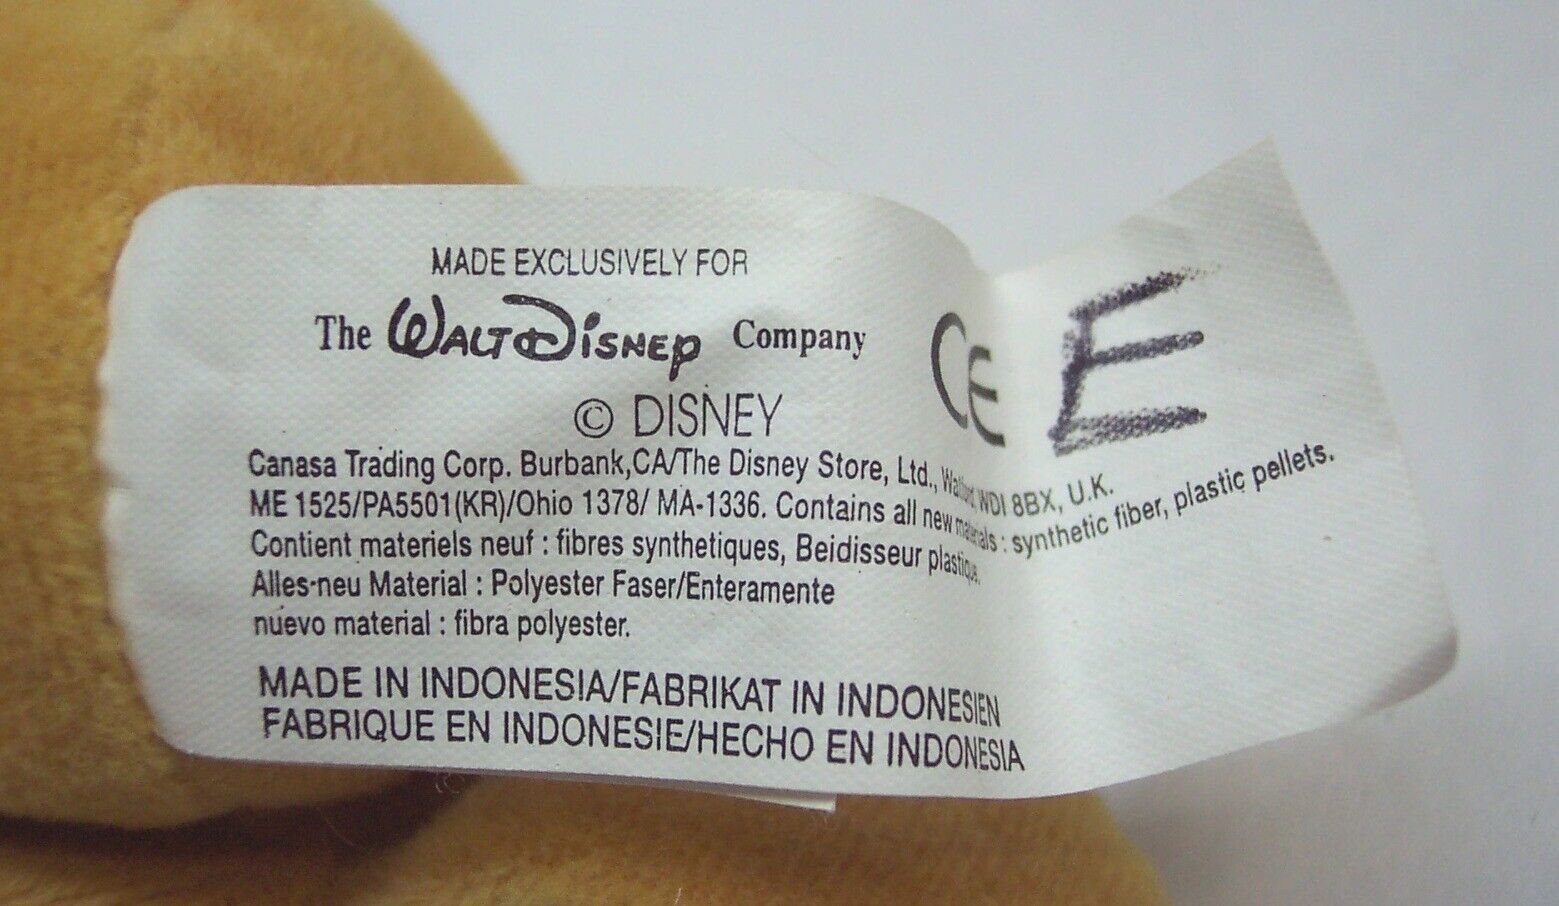 MADE EXCLUSIVELY FOR
The WALT DISNEY Company CE E
© DISNEY
Canasa Trading Corp. Burbank,CA/The Disney Store, Ltd., WDI 8BX, U.K.
ME 1525/PA5501(KR)/Ohio 1378/ MA-1336. Contains all new materials : synthetic fiber, plastic pellets.
Contient materiels neuf : fibres synthetiques, Beidisseur plastique.
Alles-neu Material : Polyester Faser/Enteramente
nuevo material : fibra polyester.
MADE IN INDONESIA/FABRIKAT IN INDONESIEN
FABRIQUE EN INDONESIE/HECHO EN INDONESIA